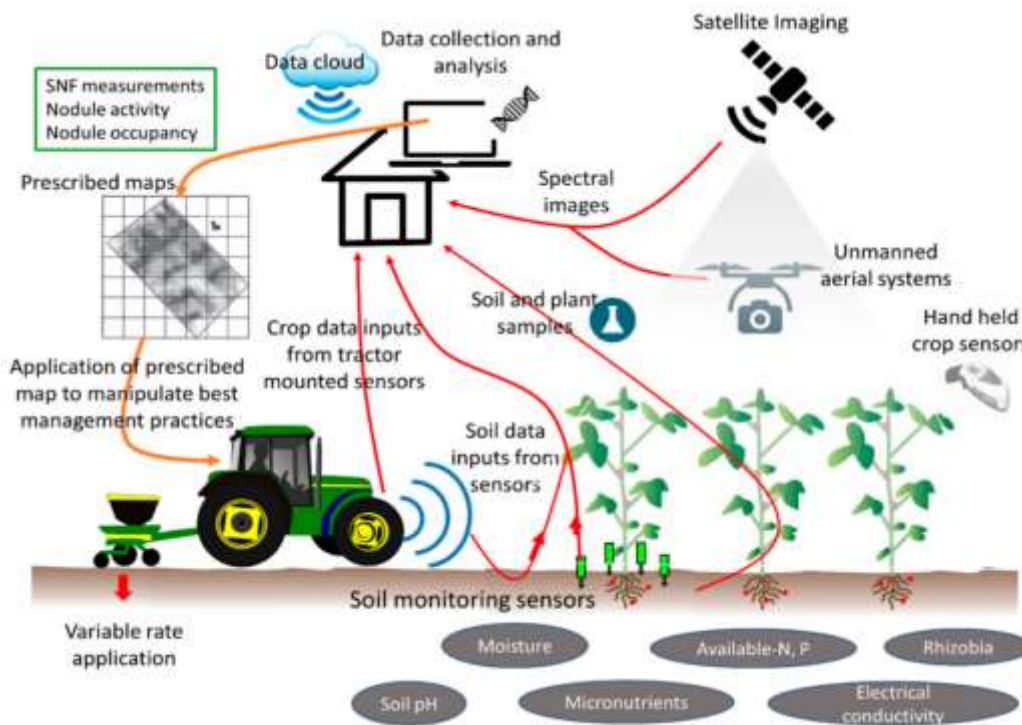 Satellite Imaging
Data collection and
analysis
Data cloud
SNF measurements
Nodule activity
Nodule occupancy
Prescribed maps
Spectral
images
Unmanned
aerial systems
Soil and plant
samples
Hand held
crop sensor
Crop data inputs
from tractor
mounted sensors
Application of prescribed
map to manipulate best
management practices
Soil data
inputs from
sensors
Soil monitoring sensors
Variable rate
application
Moisture
Available-N, P
Rhizobia
Soil pH
Micronutrients
Electrical
conductivity